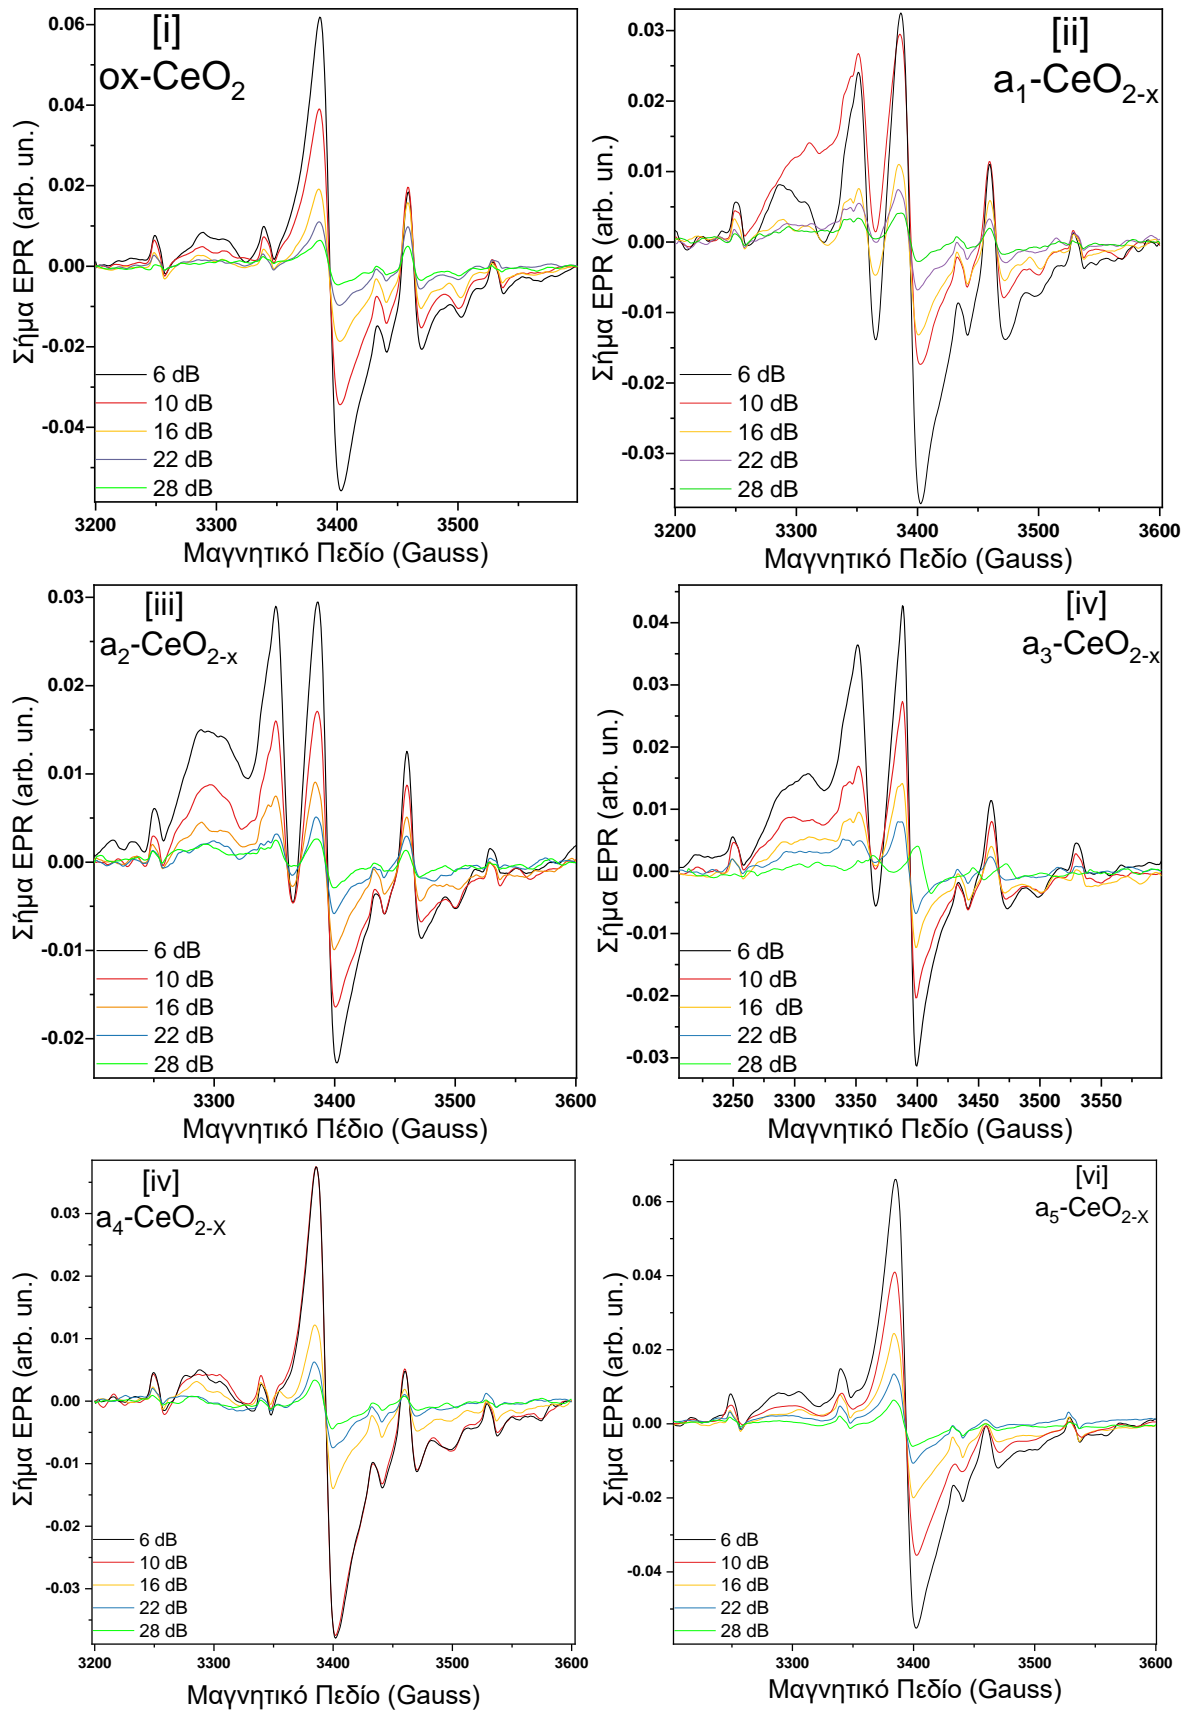 [i]
ox-CeO2
Σήμα EPR (arb. un.)
0.06
0.04
0.02
0.00
-0.02
-0.04
6 dB
10 dB
16 dB
22 dB
28 dB
3200 3300 3400 3500
Μαγνητικό Πεδίο (Gauss)
[ii]
a1-CeO2-x
Σήμα EPR (arb. un.)
0.03
0.02
0.01
0.00
-0.01
-0.02
-0.03
6 dB
10 dB
16 dB
22 dB
28 dB
3200 3300 3400 3500 3600
Μαγνητικό Πεδίο (Gauss)
[iii]
a2-CeO2-x
Σήμα EPR (arb. un.)
0.03
0.02
0.01
0.00
-0.01
-0.02
6 dB
10 dB
16 dB
22 dB
28 dB
3300 3400 3500 3600
Μαγνητικό Πέδιο (Gauss)
[iv]
a3-CeO2-x
Σήμα EPR (arb. un.)
0.04
0.03
0.02
0.01
0.00
-0.01
-0.02
-0.03
6 dB
10 dB
16 dB
22 dB
28 dB
3250 3300 3350 3400 3450 3500 3550
Μαγνητικό Πεδίο (Gauss)
[iv]
a4-CeO2-X
Σήμα EPR (arb. un.)
0.03
0.02
0.01
0.00
-0.01
-0.02
-0.03
6 dB
10 dB
16 dB
22 dB
28 dB
3200 3300 3400 3500 3600
Μαγνητικό Πεδίο (Gauss)
[vi]
a5-CeO2-X
Σήμα EPR (arb. un.)
0.06
0.04
0.02
0.00
-0.02
-0.04
6 dB
10 dB
16 dB
22 dB
28 dB
3300 3400 3500 3600
Μαγνητικό Πεδίο (Gauss)